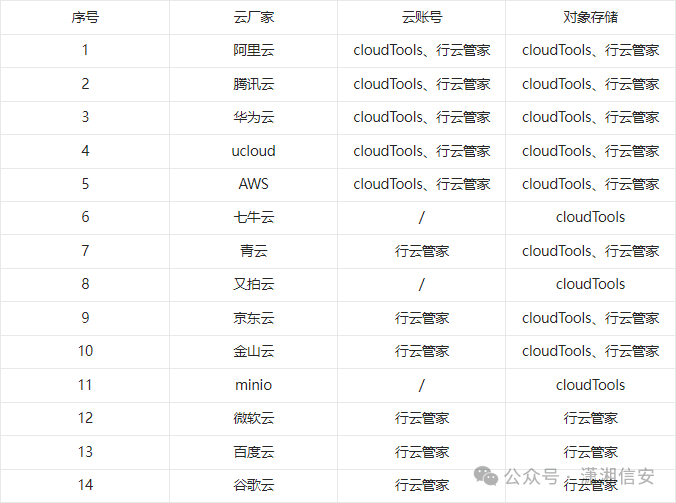 序号 云厂家 云账号 对象存储
1 阿里云 cloudTools、行云管家 cloudTools、行云管家
2 腾讯云 cloudTools、行云管家 cloudTools、行云管家
3 华为云 cloudTools、行云管家 cloudTools、行云管家
4 ucloud cloudTools、行云管家 cloudTools、行云管家
5 AWS cloudTools、行云管家 cloudTools、行云管家
6 七牛云 / cloudTools
7 青云 行云管家 cloudTools、行云管家
8 又拍云 / cloudTools
9 京东云 行云管家 cloudTools、行云管家
10 金山云 行云管家 cloudTools、行云管家
11 minio / cloudTools
12 微软云 行云管家 行云管家
13 百度云 行云管家 行云管家
14 谷歌云 行云管家 行云管家
公众号 · 潇湘信安